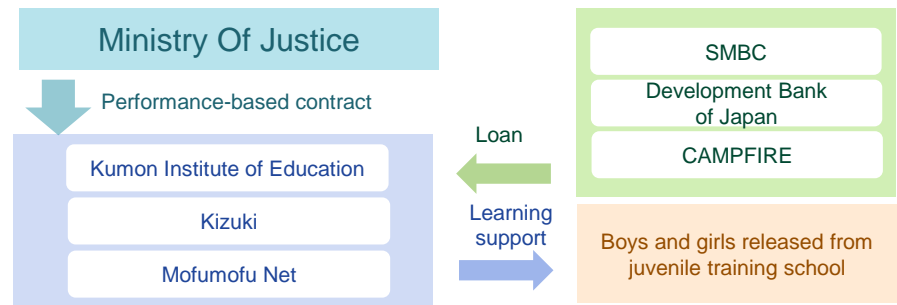 Ministry Of Justice
Performance-based contract
Kumon Institute of Education
Kizuki
Mofumofu Net
Loan
Learning
support
SMBC
Development Bank
of Japan
CAMPFIRE
Boys and girls released from
juvenile training school